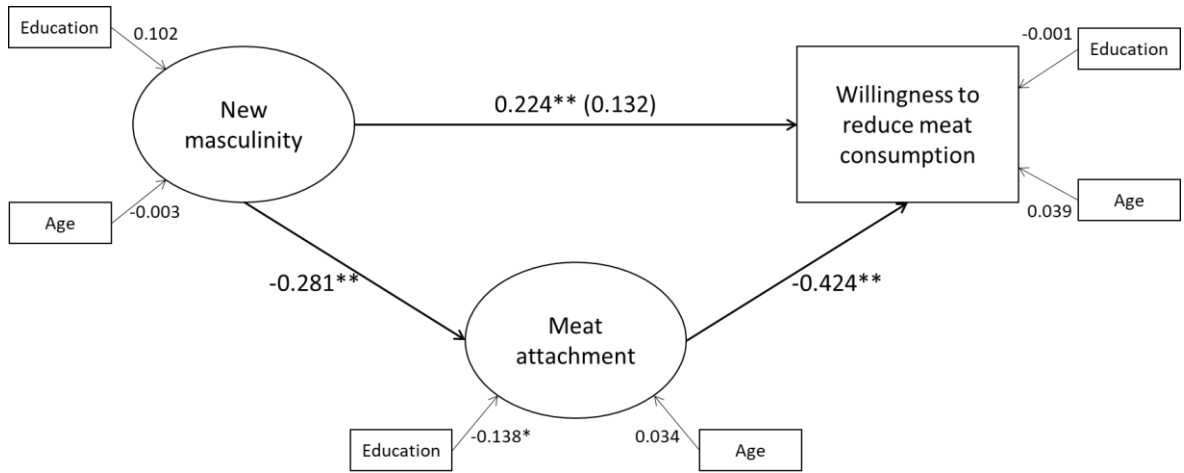 Education
0.102
-0.001
Education
New
masculinity
0.224** (0.132)
Willingness to
reduce meat
consumption
Age
-0.003
0.039
Age
-0.281**
-0.424**
Meat
attachment
Education
-0.138*
0.034
Age